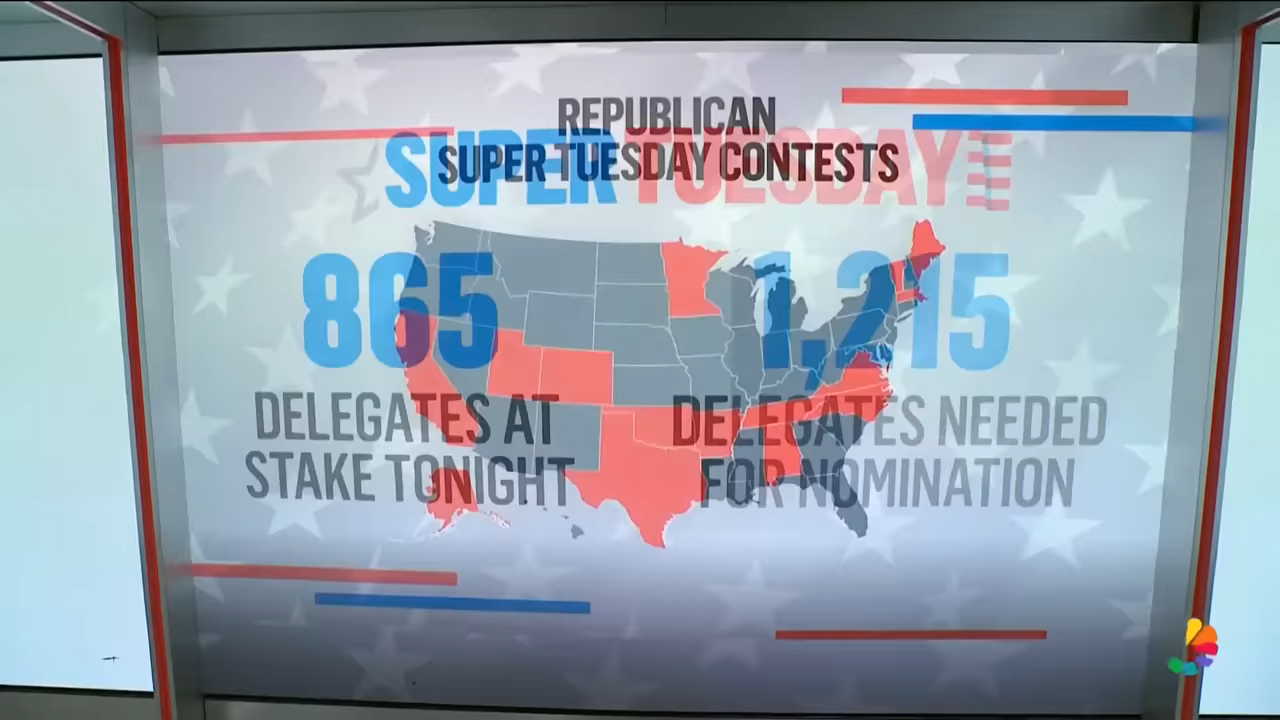 REPUBLICAN
SUPER TUESDAY CONTESTS
SUPER TUESDAY
865
DELEGATES AT
STAKE TONIGHT
1,215
DELEGATES NEEDED
FOR NOMINATION